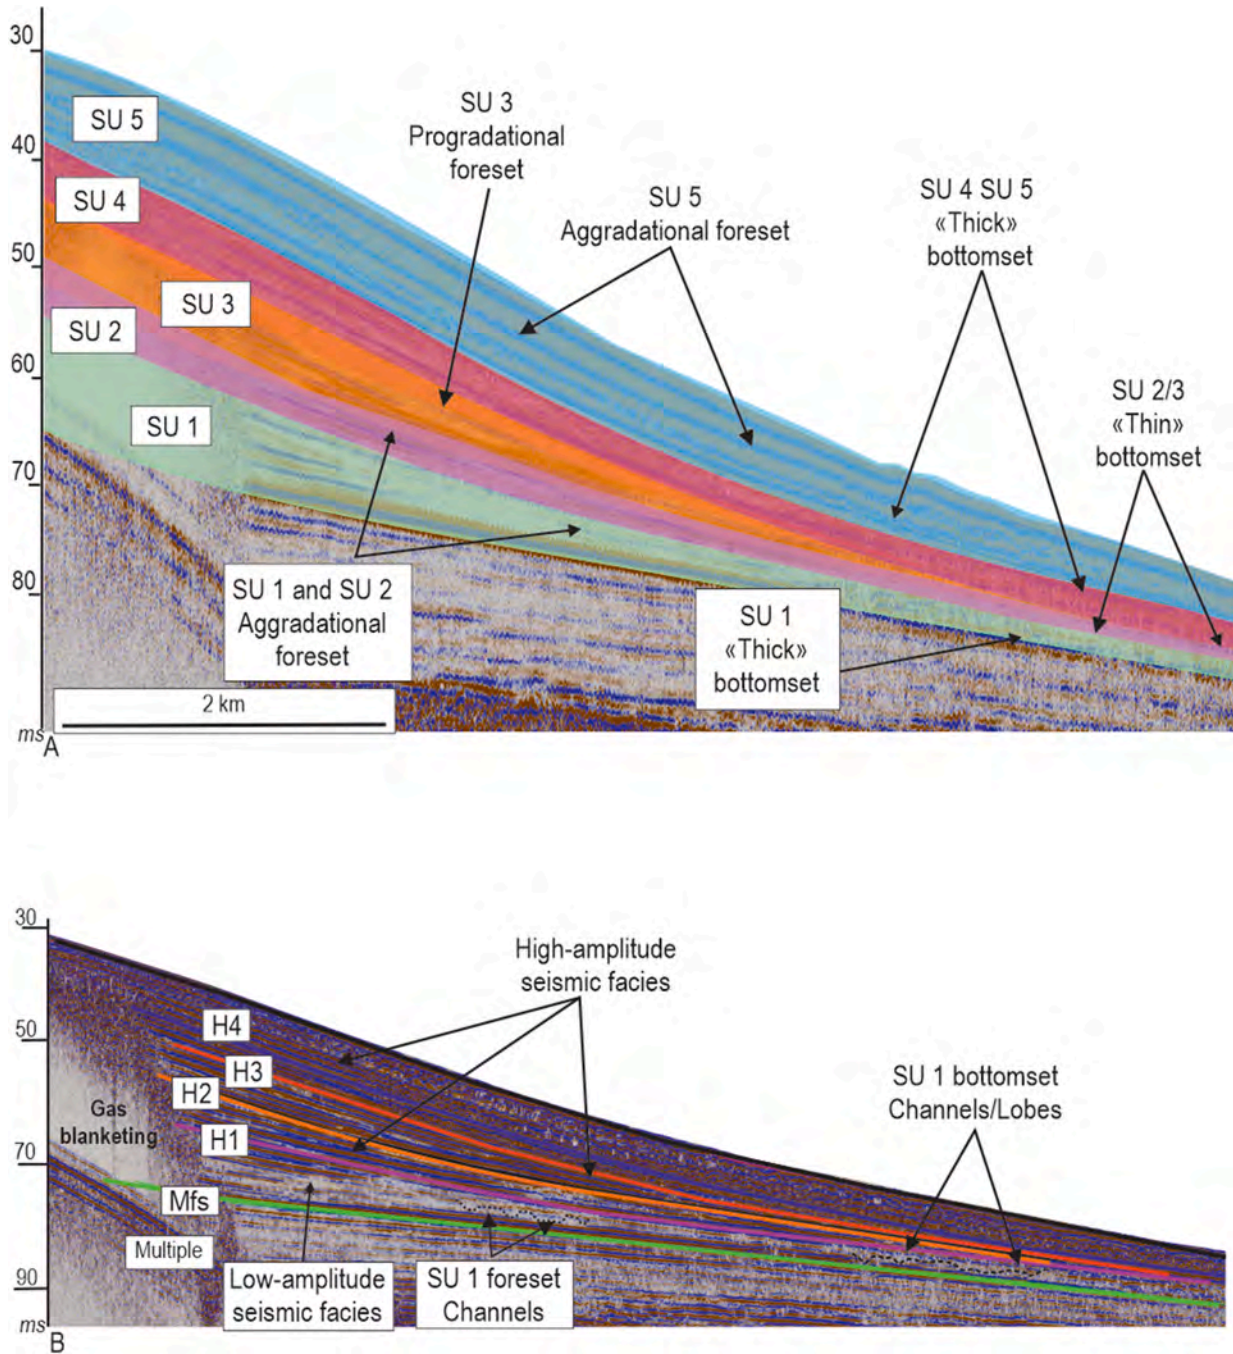 30
40
50
60
70
80
ms
A
SU 5
SU 4
SU 3
SU 2
SU 1
SU 3
Progradational
foreset
SU 5
Aggradational foreset
SU 4 SU 5
«Thick»
bottomset
SU 2/3
«Thin»
bottomset
SU 1 and SU 2
Aggradational
foreset
SU 1
«Thick»
bottomset
2 km
30
50
70
90
ms
B
High-amplitude
seismic facies
H4
H3
H2
H1
Gas
blanketing
Mfs
Multiple
SU 1 bottomset
Channels/Lobes
Low-amplitude
seismic facies
SU 1 foreset
Channels